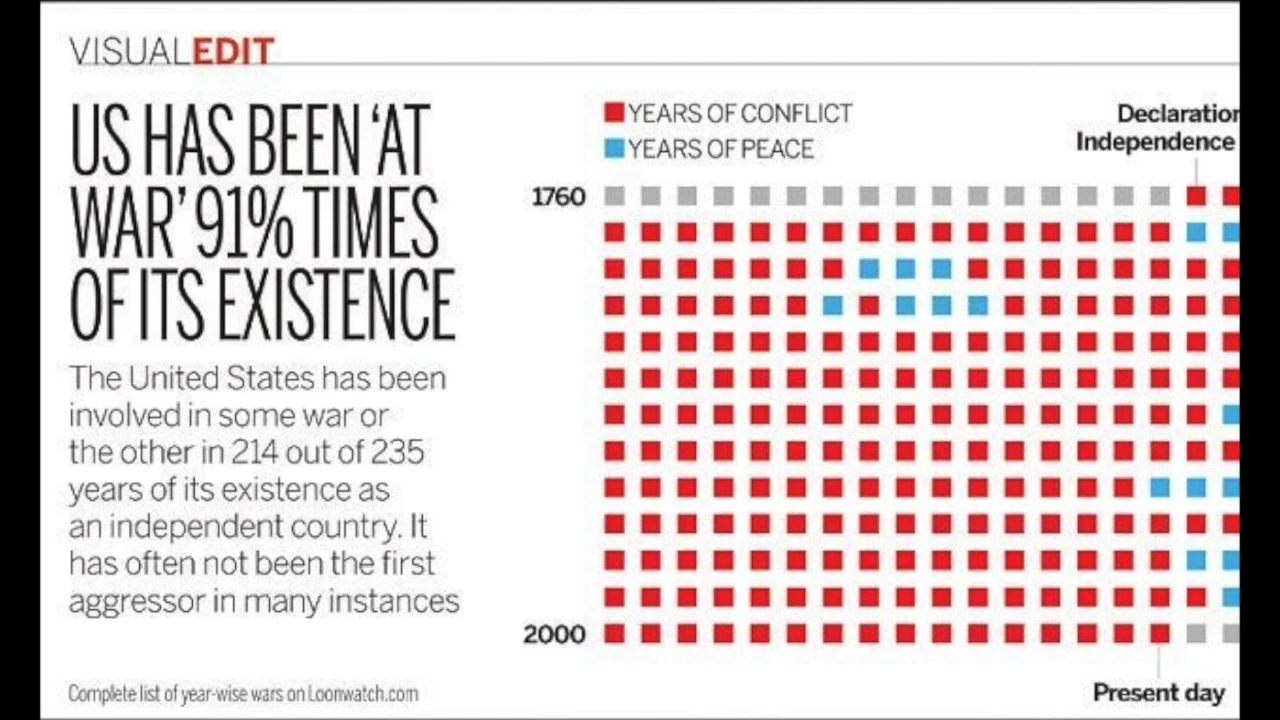 VISUALEDIT
US HAS BEEN ‘AT
WAR’ 91% TIMES
OF ITS EXISTENCE
The United States has been
involved in some war or
the other in 214 out of 235
years of its existence as
an independent country. It
has often not been the first
aggressor in many instances
Complete list of year-wise wars on Loonwatch.com
YEARS OF CONFLICT
YEARS OF PEACE
Declaration
Independence
1760
2000
Present day